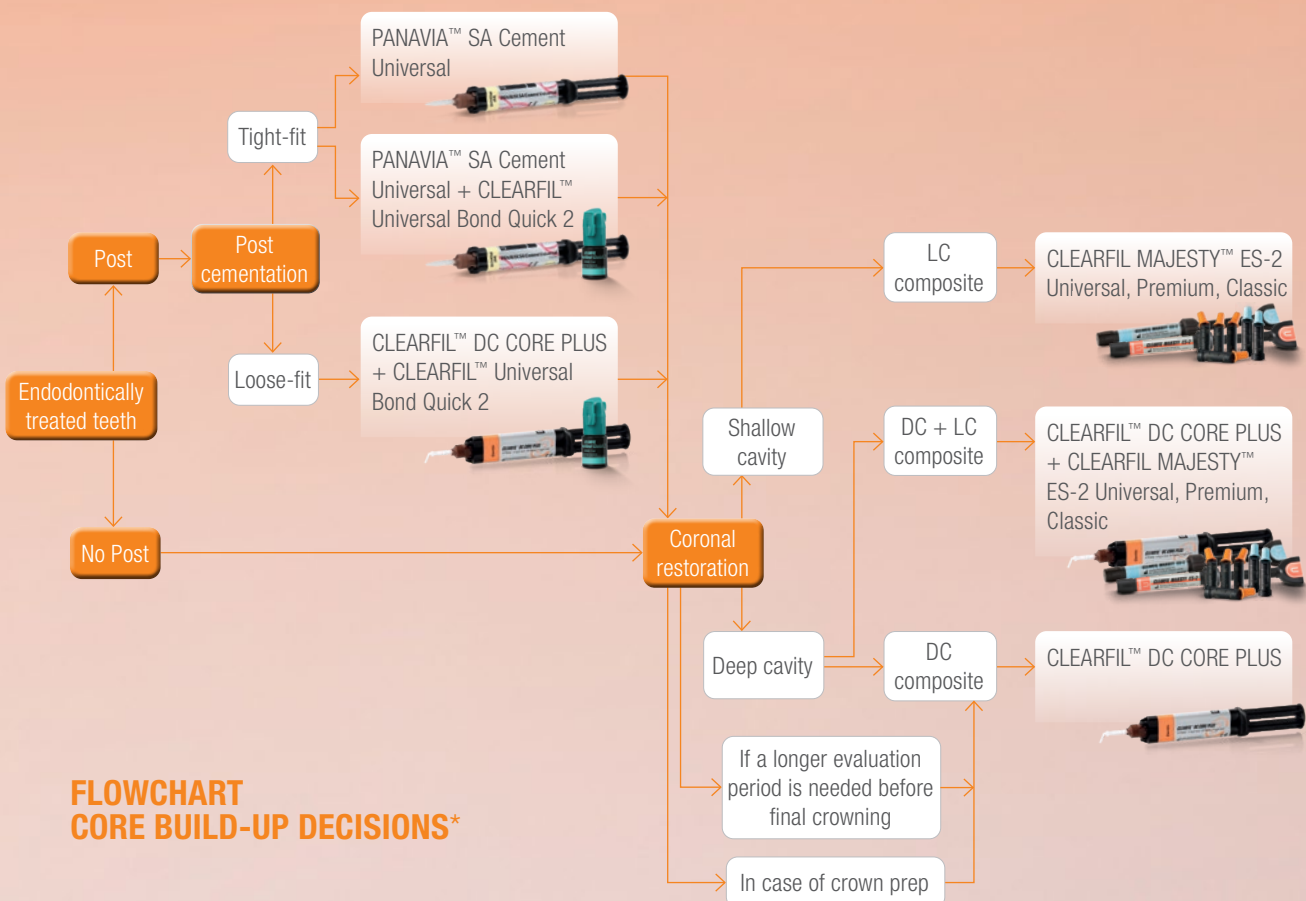 PANAVIA™ SA Cement
Universal
Tight-fit
PANAVIA™ SA Cement
Universal + CLEARFIL™
Universal Bond Quick 2
Post
Post
cementation
LC
composite
CLEARFIL MAJESTY™ ES-2
Universal, Premium, Classic
CLEARFIL™ DC CORE PLUS
+ CLEARFIL™ Universal
Bond Quick 2
Loose-fit
Endodontically
treated teeth
Shallow
cavity
DC + LC
composite
CLEARFIL™ DC CORE PLUS
+ CLEARFIL MAJESTY™
ES-2 Universal, Premium,
Classic
No Post
Coronal
restoration
Deep cavity
DC
composite
CLEARFIL™ DC CORE PLUS
If a longer evaluation
period is needed before
final crowning
FLOWCHART
CORE BUILD-UP DECISIONS*
In case of crown prep